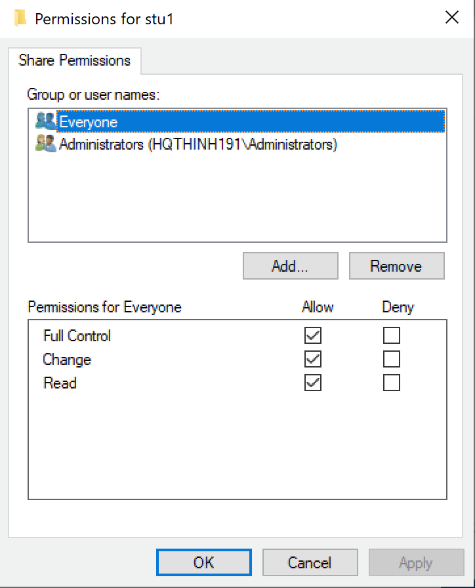 Permissions for stu1
Share Permissions
Group or user names:
Everyone
Administrators (HQTHINH191\Administrators)
Add...
Remove
Permissions for Everyone Allow Deny
Full Control
Change
Read
OK
Cancel
Apply